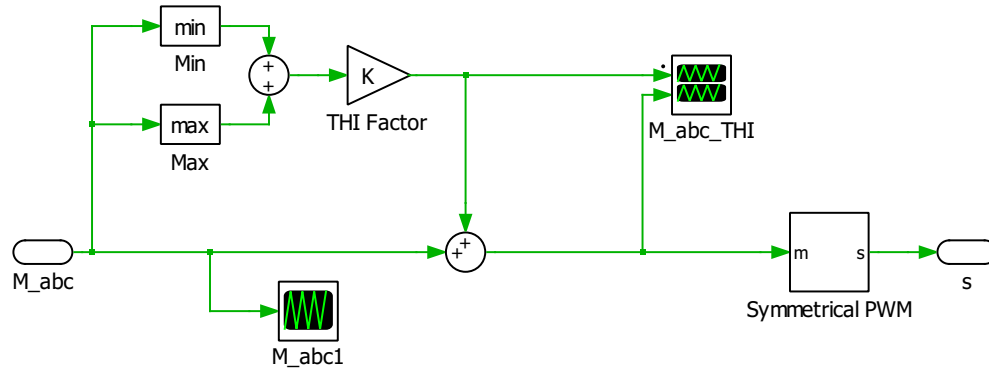 min
Min
+
+
K
THI Factor
max
Max
M_abc_THI
M_abc
+
+
m
s
s
Symmetrical PWM
M_abc1